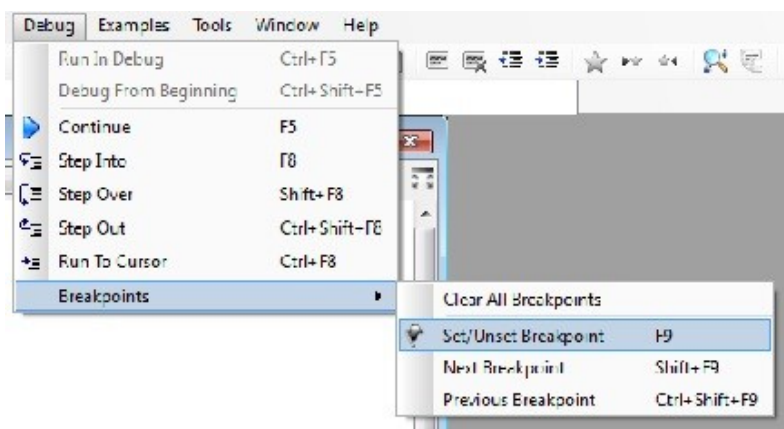 Debug Examples Tools Window Help
Run In Debug Ctrl+F5
Debug From Beginning Ctrl+Shift+F5
Continue F5
Step Into F8
Step Over Shift+F8
Step Out Ctrl+Shift+F8
Run To Cursor Ctrl+F8
Breakpoints
Clear All Breakpoints
Set/Unset Breakpoint F9
Next Breakpoint Shift+F9
Previous Breakpoint Ctrl+Shift+F9